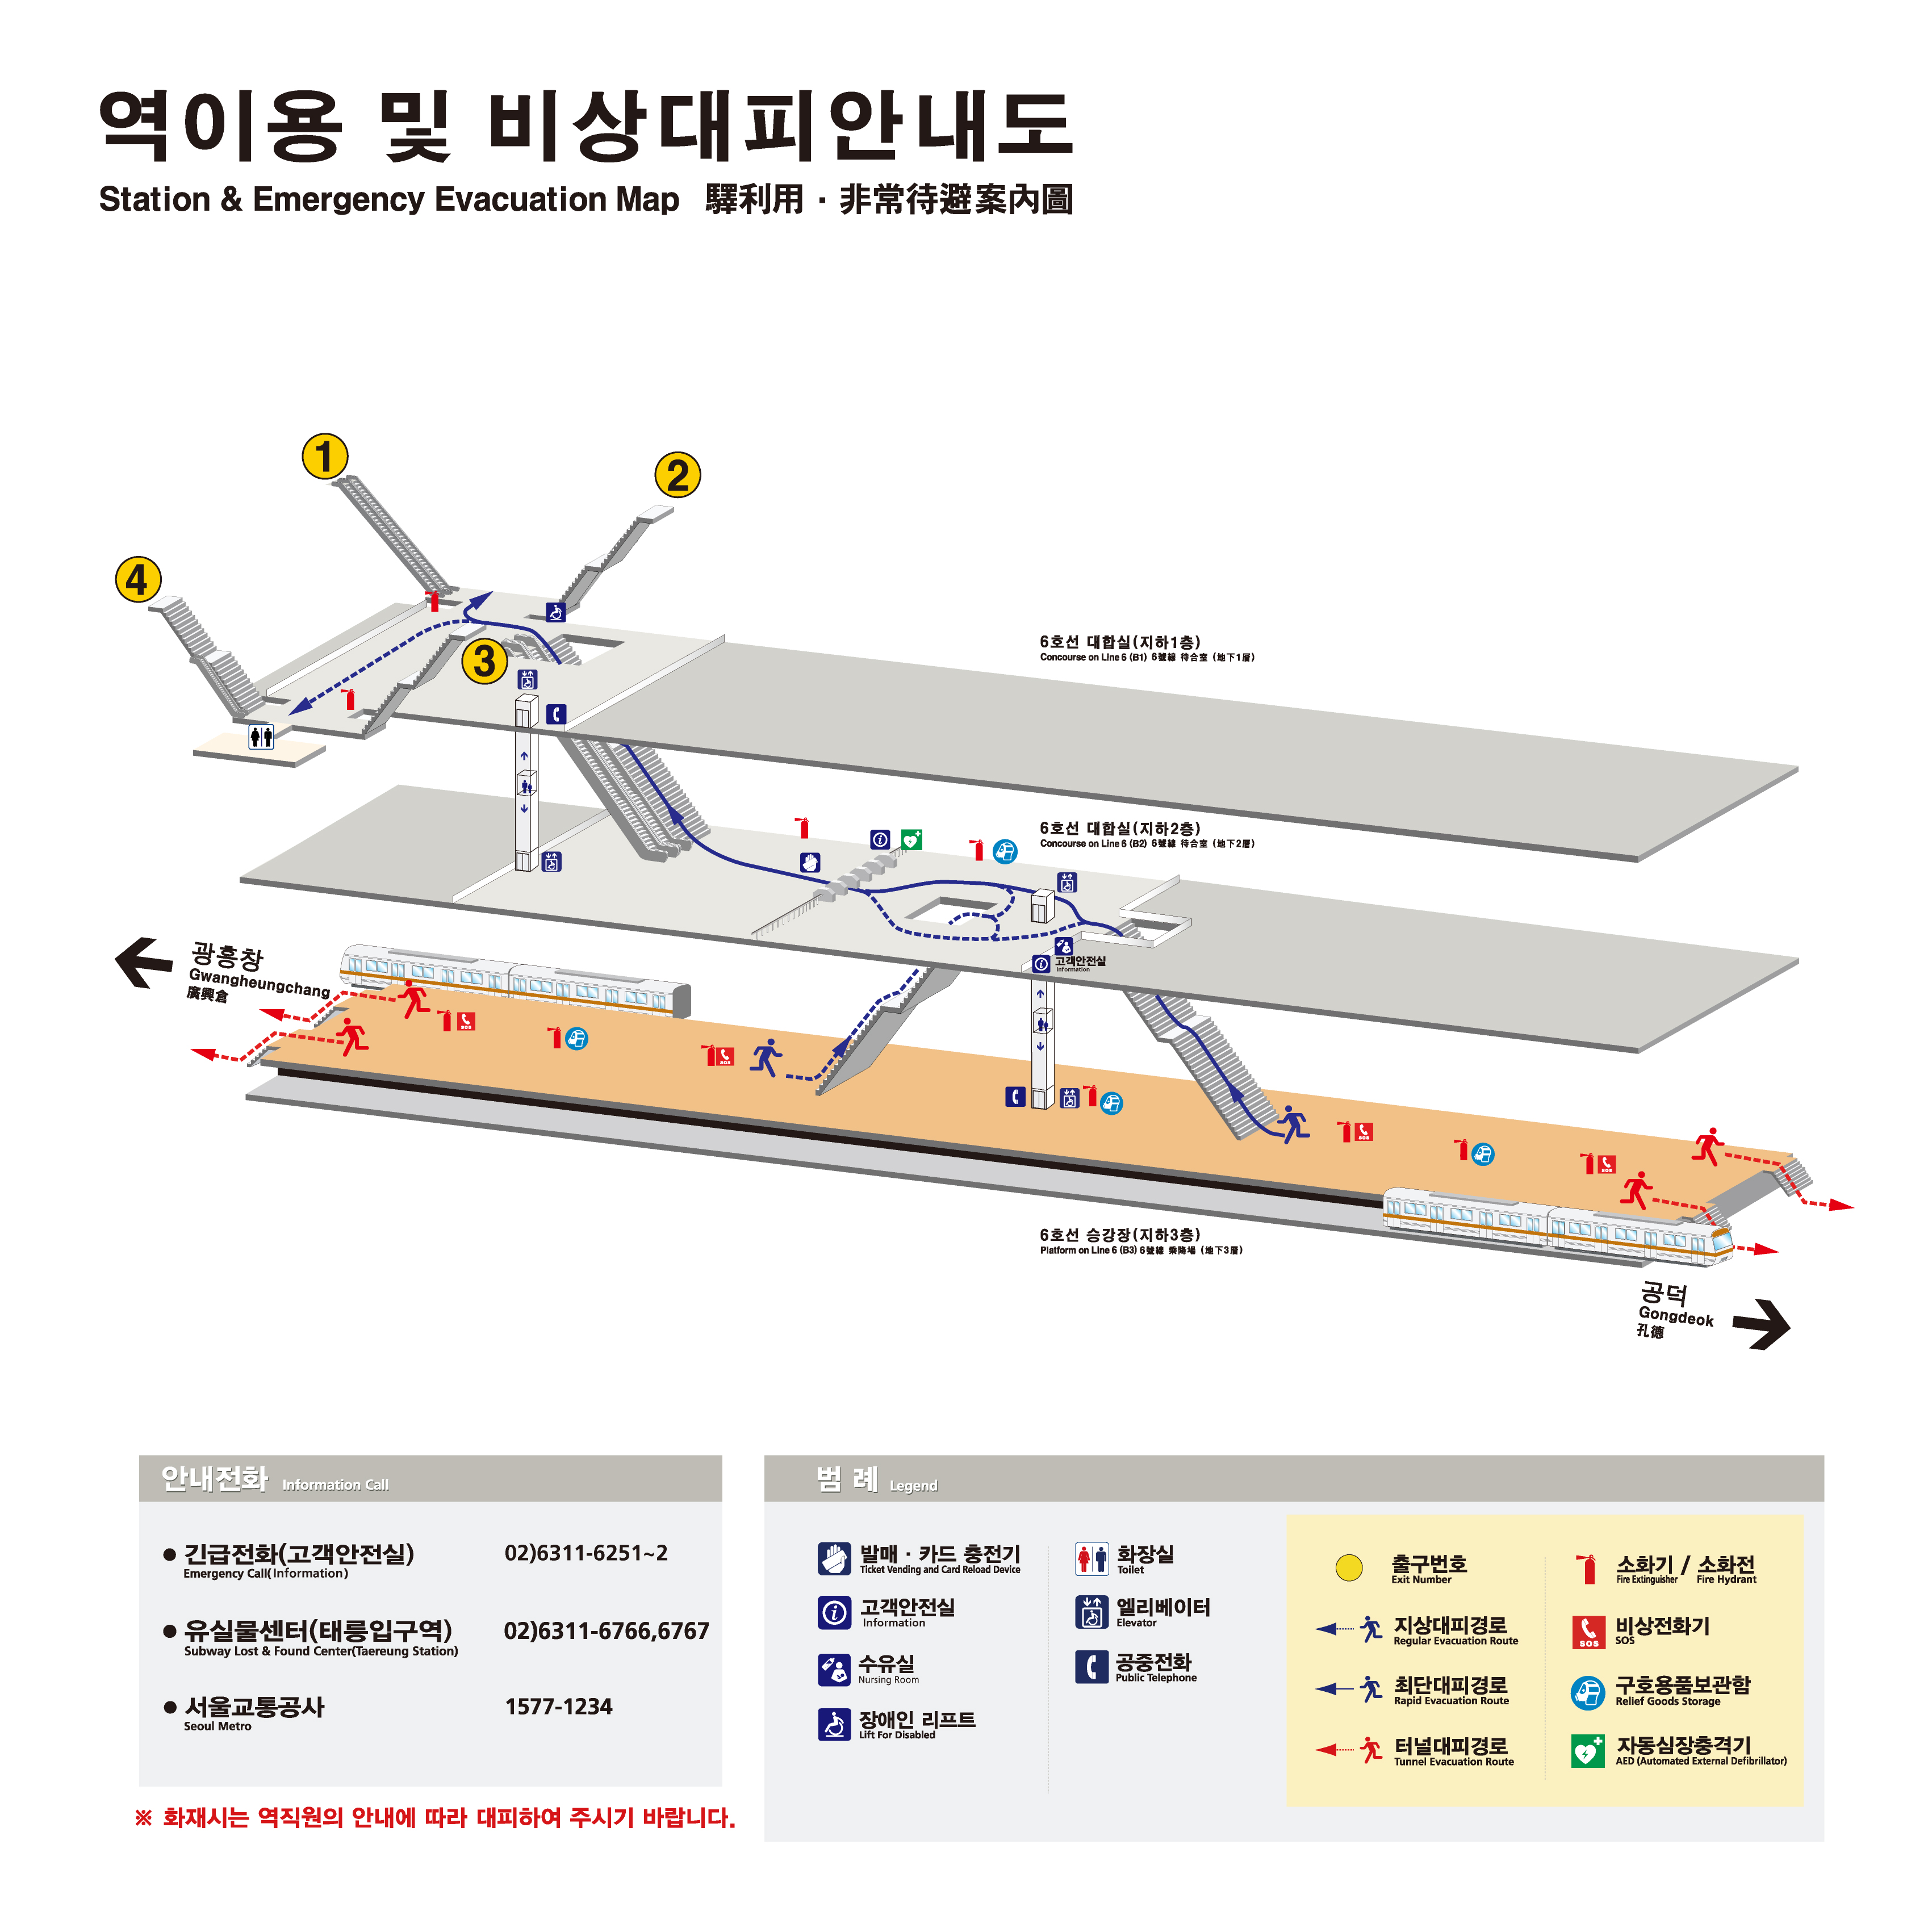 역이용 및 비상대피안내도
Station & Emergency Evacuation Map 驛利用·非常待避案內圖
1
2
4
3
6호선 대합실(지하1층)
Concourse on Line 6 (B1) 6號線 待合室 (地下1層)
6호선 대합실(지하2층)
Concourse on Line 6 (B2) 6號線 待合室 (地下2層)
고객안전실
Information
광흥창
Gwangheungchang
廣興倉
SOS
SOS
SOS
SOS
6호선 승강장(지하3층)
Platform on Line 6 (B3) 6號線 乘降場 (地下3層)
공덕
Gongdeok
孔德
안내전화 Information Call
● 긴급전화(고객안전실) 02)6311-6251~2
Emergency Call(Information)
● 유실물센터(태릉입구역) 02)6311-6766,6767
Subway Lost & Found Center(Taereung Station)
● 서울교통공사 1577-1234
Seoul Metro
※ 화재시는 역직원의 안내에 따라 대피하여 주시기 바랍니다.
범 례 Legend
발매·카드 충전기
Ticket Vending and Card Reload Device
고객안전실
Information
수유실
Nursing Room
장애인 리프트
Lift For Disabled
화장실
Toilet
엘리베이터
Elevator
공중전화
Public Telephone
출구번호
Exit Number
지상대피경로
Regular Evacuation Route
최단대피경로
Rapid Evacuation Route
터널대피경로
Tunnel Evacuation Route
소화기 / 소화전
Fire Extinguisher Fire Hydrant
SOS
비상전화기
SOS
구호용품보관함
Relief Goods Storage
자동심장충격기
AED (Automated External Defibrillator)